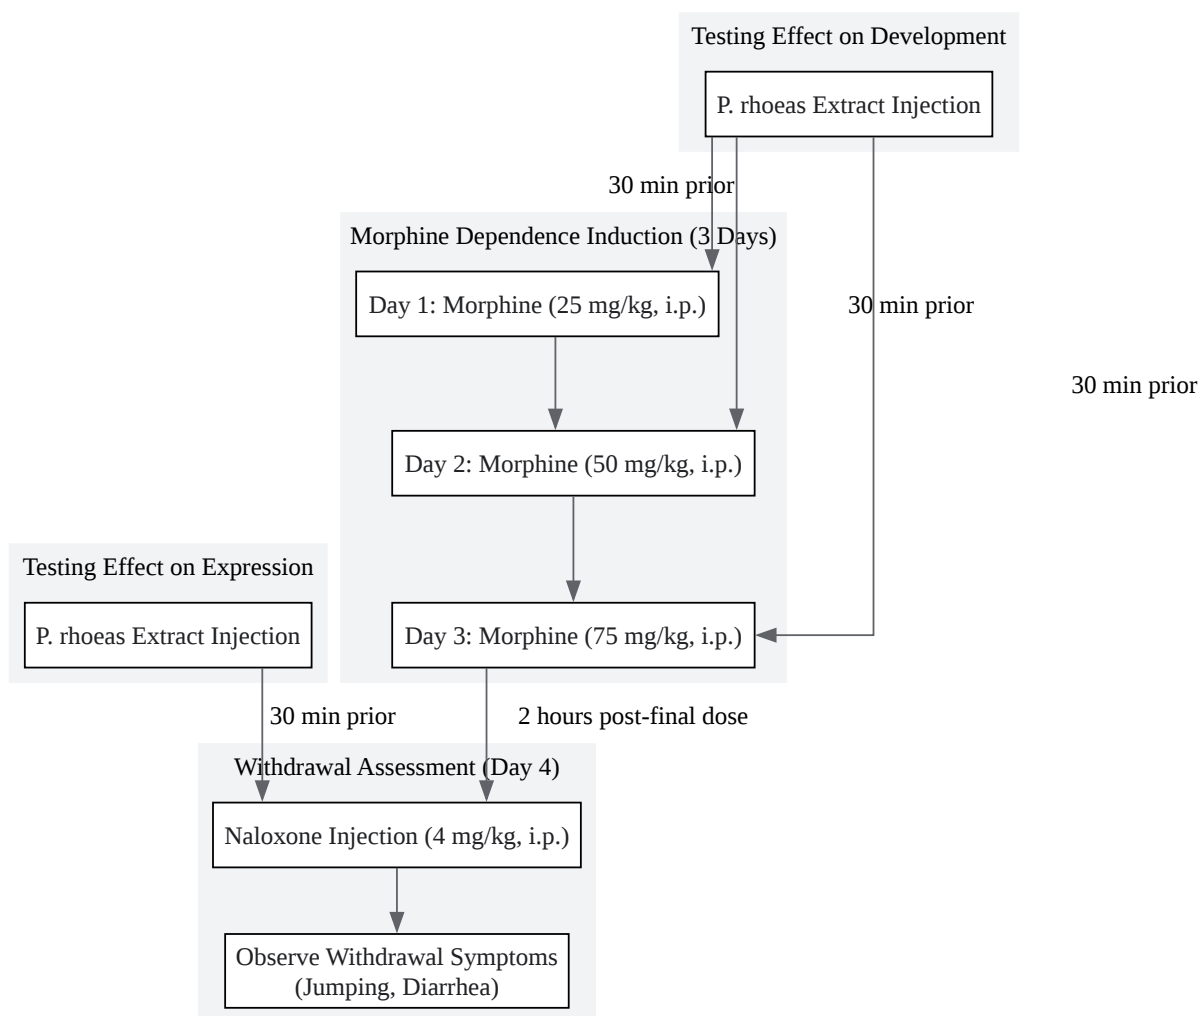 Testing Effect on Development
P. rhoeas Extract Injection
30 min prior
Morphine Dependence Induction (3 Days)
Day 1: Morphine (25 mg/kg, i.p.)
30 min prior
30 min prior
Day 2: Morphine (50 mg/kg, i.p.)
Testing Effect on Expression
P. rhoeas Extract Injection
Day 3: Morphine (75 mg/kg, i.p.)
30 min prior
2 hours post-final dose
Withdrawal Assessment (Day 4)
Naloxone Injection (4 mg/kg, i.p.)
Observe Withdrawal Symptoms
(Jumping, Diarrhea)